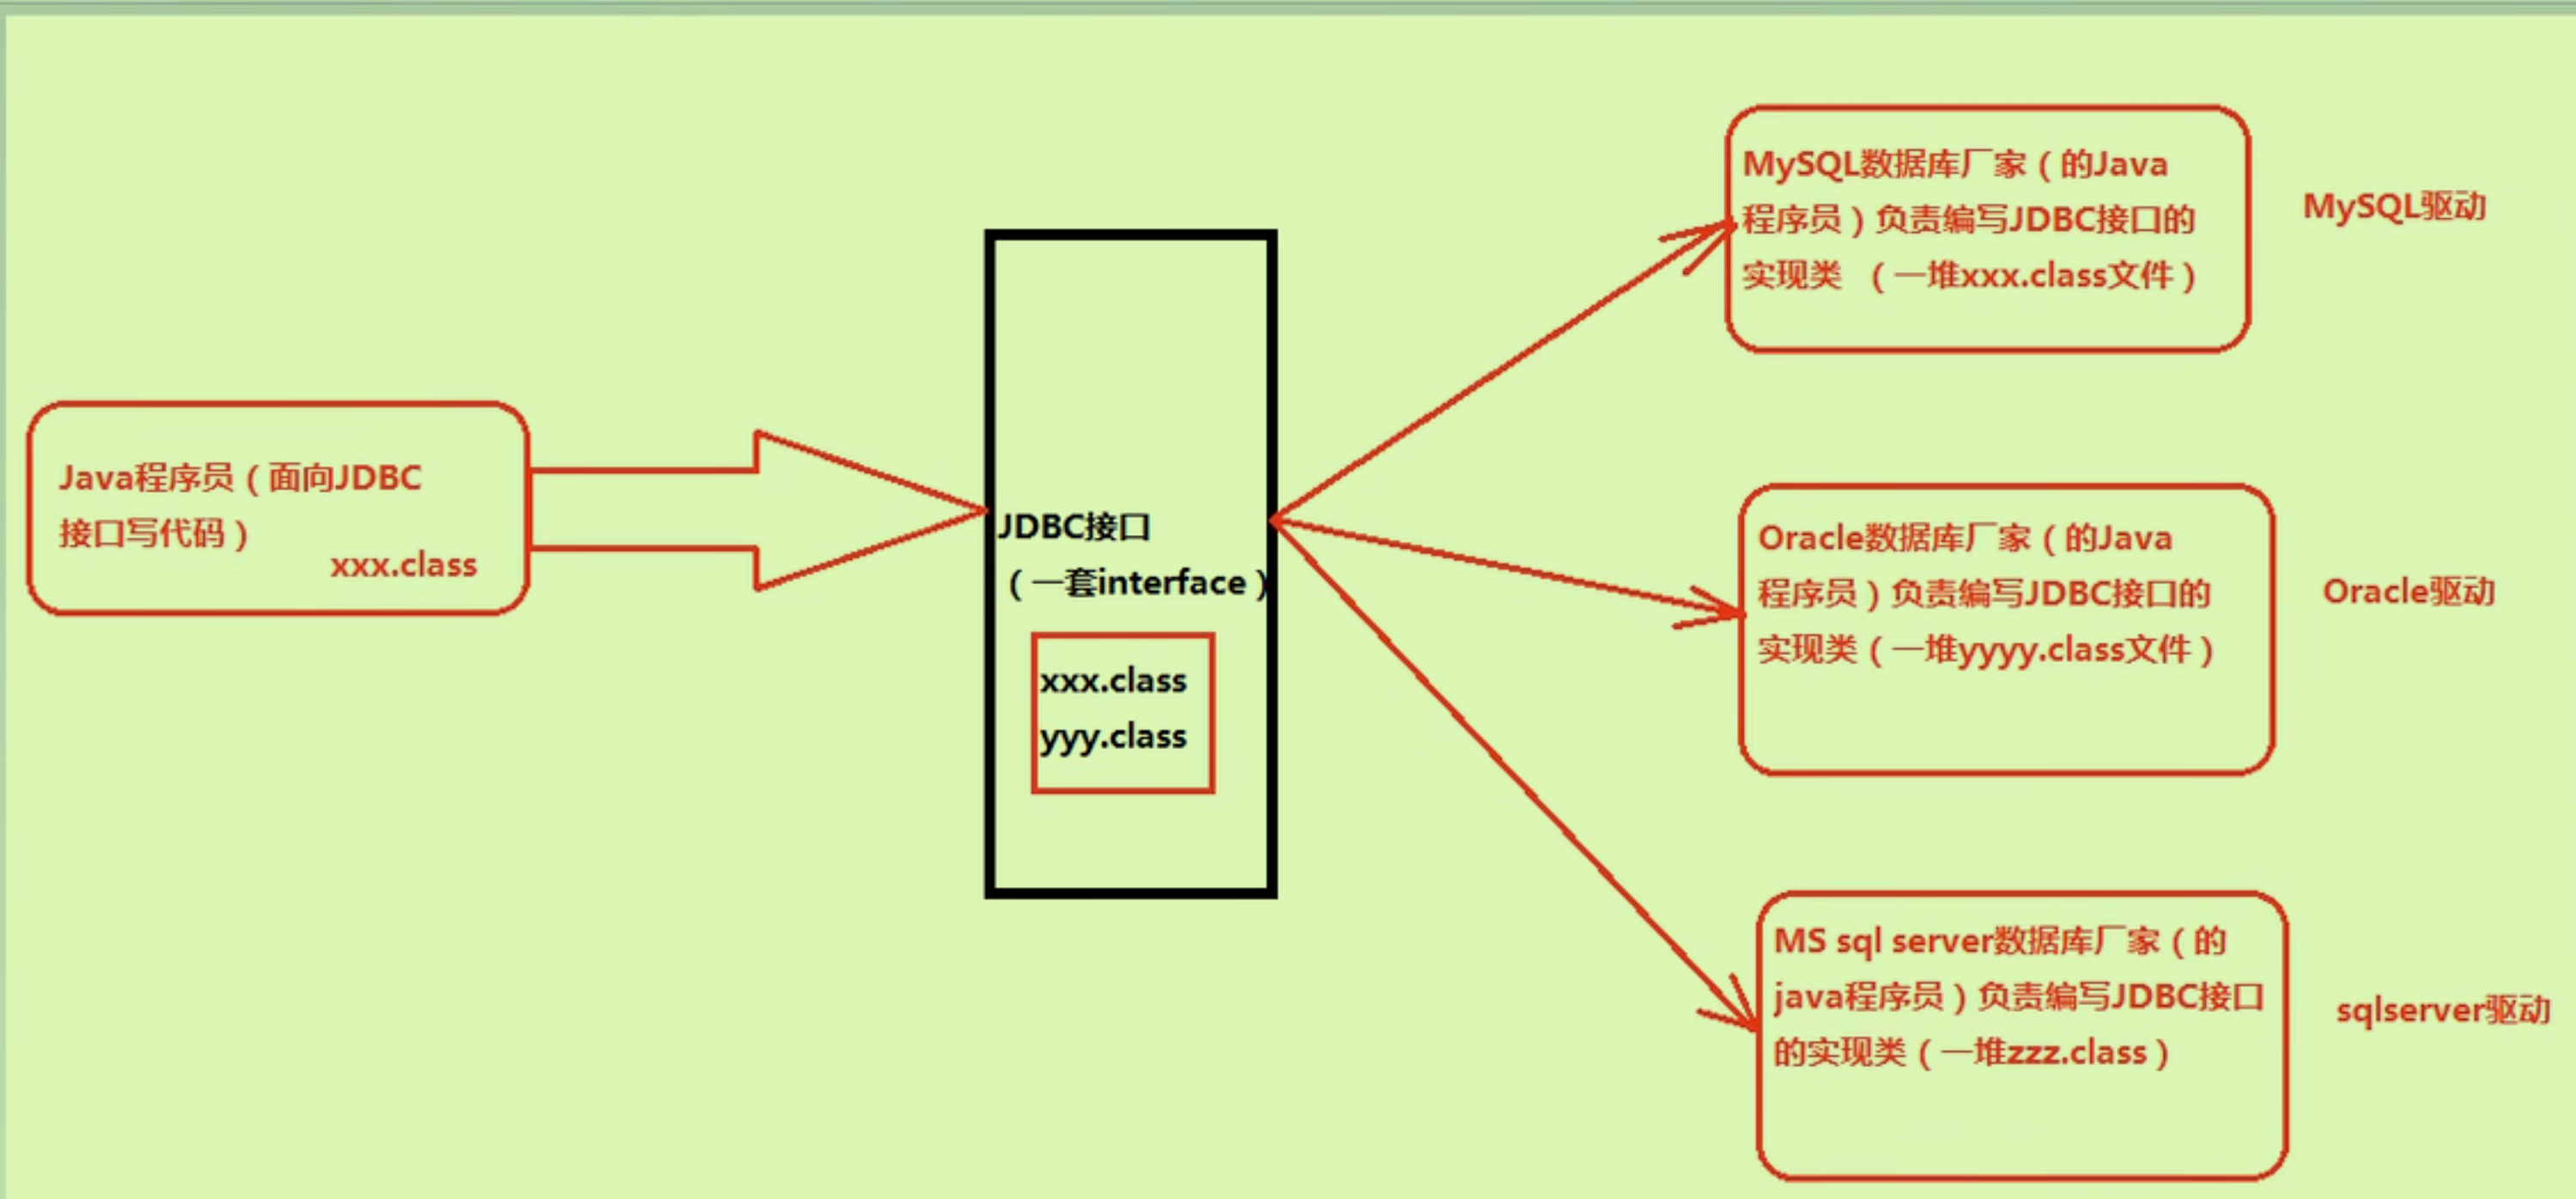 Java程序员（面向JDBC
接口写代码）
xxx.class
JDBC接口
（一套interface）
xxx.class
yyy.class
MySQL数据库厂家（的Java
程序员）负责编写JDBC接口的
实现类 （一堆xxx.class文件）
MySQL驱动
Oracle数据库厂家（的Java
程序员）负责编写JDBC接口的
实现类（一堆yyyy.class文件）
Oracle驱动
MS sql server数据库厂家（的
java程序员）负责编写JDBC接口
的实现类（一堆zzz.class）
sqlserver驱动